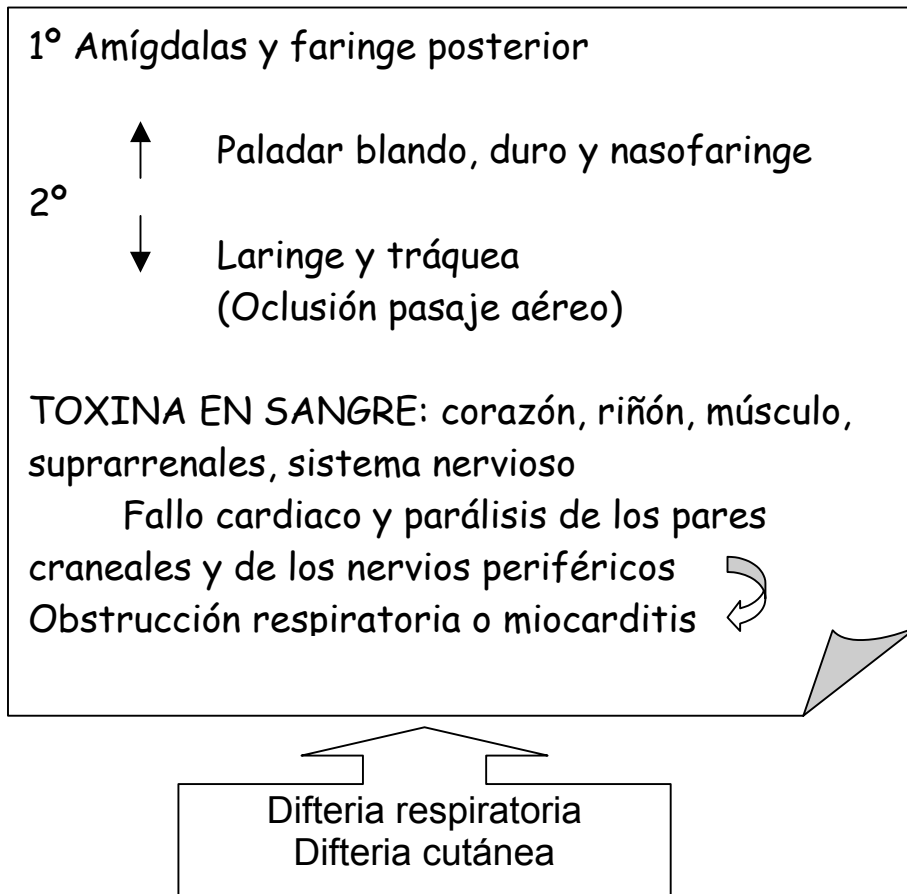 1º Amígdalas y faringe posterior
Paladar blando, duro y nasofaringe
2º
Laringe y tráquea
(Oclusión pasaje aéreo)
TOXINA EN SANGRE: corazón, riñón, músculo,
suprarrenales, sistema nervioso
Fallo cardiaco y parálisis de los pares
craneales y de los nervios periféricos
Obstrucción respiratoria o miocarditis
Difteria respiratoria
Difteria cutánea